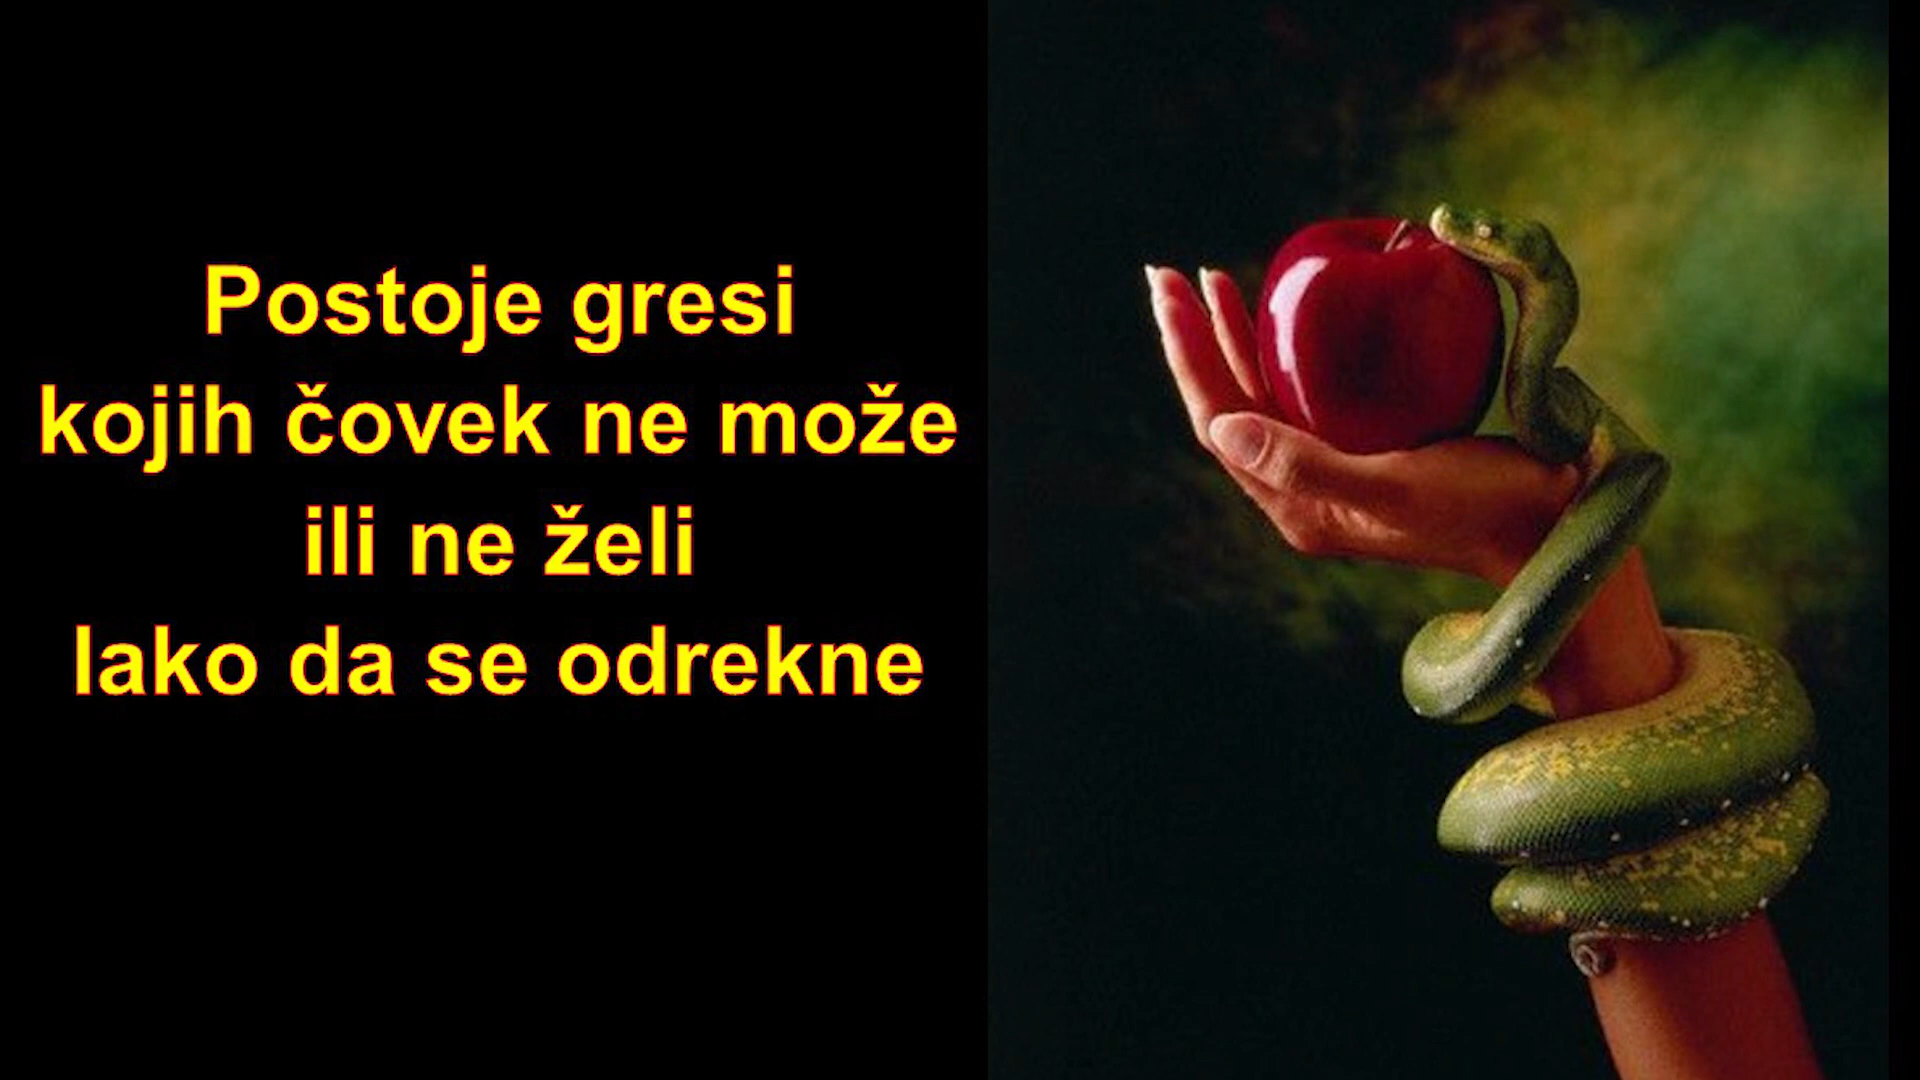 Postoje gresi
kojih čovek ne može
ili ne želi
lako da se odrekne